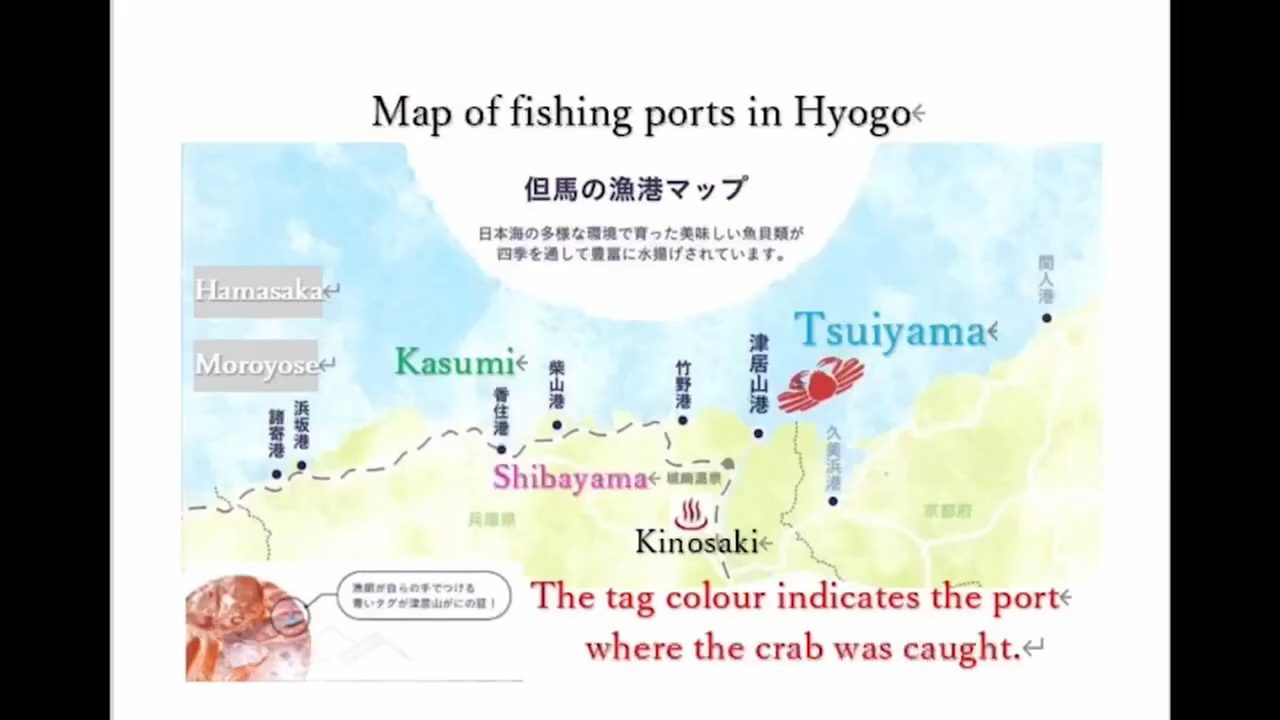 Map of fishing ports in Hyogo
但馬の漁港マップ
日本海の多様な環境で育った美味しい魚貝類が
四季を通して豊富に水揚げされています。
Hamasaka
Moroyose
Kasumi
Tsuiyama
間人港
津居山港
竹野港
柴山港
香住港
浜坂港
諸寄港
久美浜港
Shibayama
城崎温泉
兵庫県
京都府
Kinosaki
漁師が自らの手でつける
青いタグが津居山がにの証！
The tag colour indicates the port
where the crab was caught.